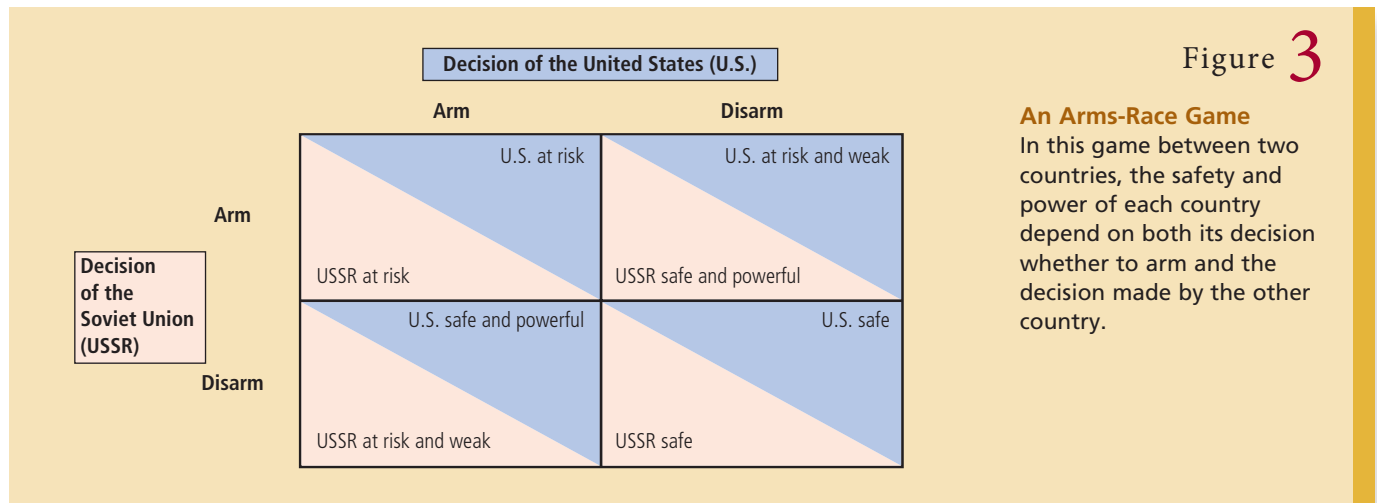 Decision of the United States (U.S.)
Arm
Disarm
Arm
Decision
of the
Soviet Union
(USSR)
Disarm
U.S. at risk
USSR at risk
U.S. at risk and weak
USSR safe and powerful
U.S. safe and powerful
USSR at risk and weak
U.S. safe
USSR safe
Figure 3
An Arms-Race Game
In this game between two
countries, the safety and
power of each country
depend on both its decision
whether to arm and the
decision made by the other
country.